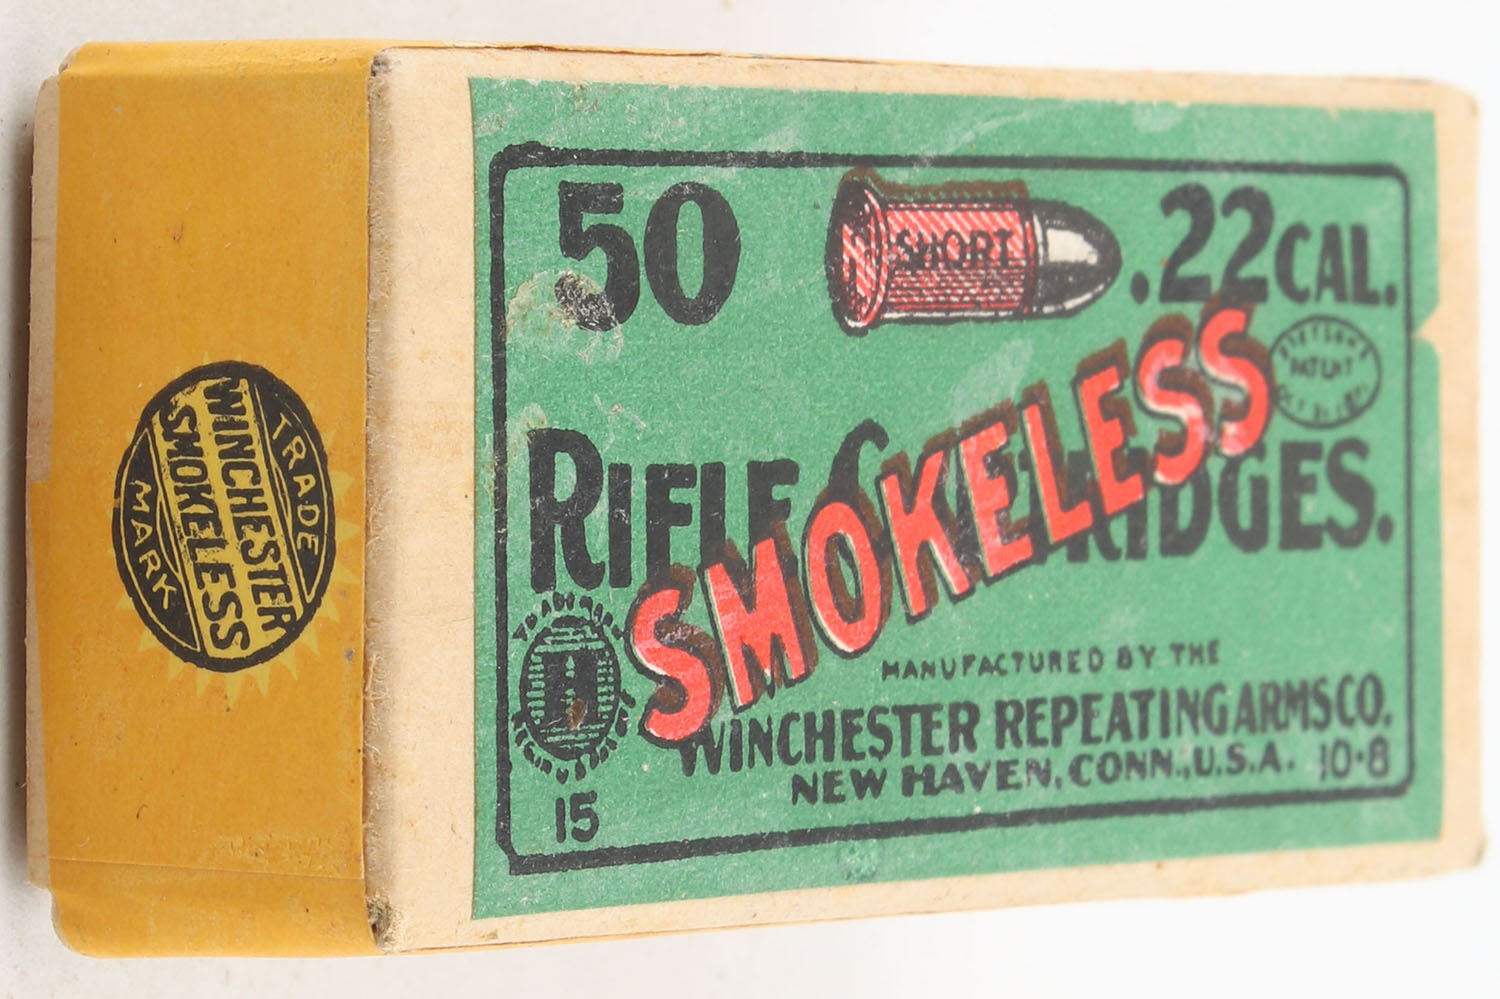 TRADE
WINCHESTER
SMOKELESS
MARK
50
SHORT
.22 CAL.
PATENT
RIFLE
SMOKELESS
MANUFACTURED BY THE
WINCHESTER REPEATING ARMS CO.
NEW HAVEN, CONN., U.S.A. 10-8
15